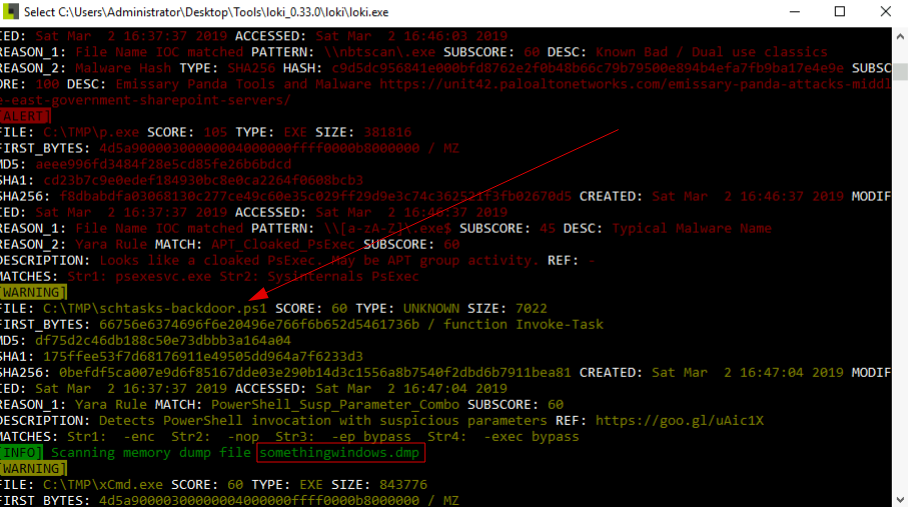 Select C:\Users\Administrator\Desktop\Tools\loki_0.33.0\loki\loki.exe
IED: Sat Mar 2 16:37:37 2019 ACCESSED: Sat Mar 2 16:46:03 2019
REASON_1: File Name IOC matched PATTERN: \\nbtscan\.exe SUBSCORE: 60 DESC: Known Bad / Dual use classics
REASON_2: Malware Hash TYPE: SHA256 HASH: c9d5dc956841e000bfd8762e2f0b48b66c79b79500e894b4efa7fb9ba17e4e9e SUBSC
ORE: 100 DESC: Emissary Panda Tools and Malware https://unit42.paloaltonetworks.com/emissary-panda-attacks-middl
e-east-government-sharepoint-servers/
[ALERT]
FILE: C:\TMP\p.exe SCORE: 105 TYPE: EXE SIZE: 381816
FIRST_BYTES: 4d5a90000300000004000000ffff0000b8000000 / MZ
MD5: aeee996fd3484f28e5cd85fe26b6bdcd
SHA1: cd23b7c9e0edef184930bc8e0ca2264f0608bcb3
SHA256: f8dbabdfa03068130c277ce49c60e35c029ff29d9e3c74c362521f3fb02670d5 CREATED: Sat Mar 2 16:46:37 2019 MODIF
IED: Sat Mar 2 16:37:37 2019 ACCESSED: Sat Mar 2 16:46:37 2019
REASON_1: File Name IOC matched PATTERN: \\[a-zA-Z]\.exe$ SUBSCORE: 45 DESC: Typical Malware Name
REASON_2: Yara Rule MATCH: APT_Cloaked_PsExec SUBSCORE: 60
DESCRIPTION: Looks like a cloaked PsExec. May be APT group activity. REF: -
MATCHES: Str1: psexesvc.exe Str2: Sysinternals PsExec
[WARNING]
FILE: C:\TMP\schtasks-backdoor.ps1 SCORE: 60 TYPE: UNKNOWN SIZE: 7022
FIRST_BYTES: 66756e6374696f6e20496e766f6b652d5461736b / function Invoke-Task
MD5: df75d2c46db188c50e73dbbb3a164a04
SHA1: 175ffee53f7d68176911e49505dd964a7f6233d3
SHA256: 0befdf5ca007e9d6f85167dde03e290b14d3c1556a8b7540f2dbd6b7911bea81 CREATED: Sat Mar 2 16:47:04 2019 MODIF
IED: Sat Mar 2 16:37:37 2019 ACCESSED: Sat Mar 2 16:47:04 2019
REASON_1: Yara Rule MATCH: PowerShell_Susp_Parameter_Combo SUBSCORE: 60
DESCRIPTION: Detects PowerShell invocation with suspicious parameters REF: https://goo.gl/uAic1X
MATCHES: Str1: -enc Str2: -nop Str3: -ep bypass Str4: -exec bypass
[INFO] Scanning memory dump file somethingwindows.dmp
[WARNING]
FILE: C:\TMP\xCmd.exe SCORE: 60 TYPE: EXE SIZE: 843776
FIRST_BYTES: 4d5a90000300000004000000ffff0000b8000000 / MZ